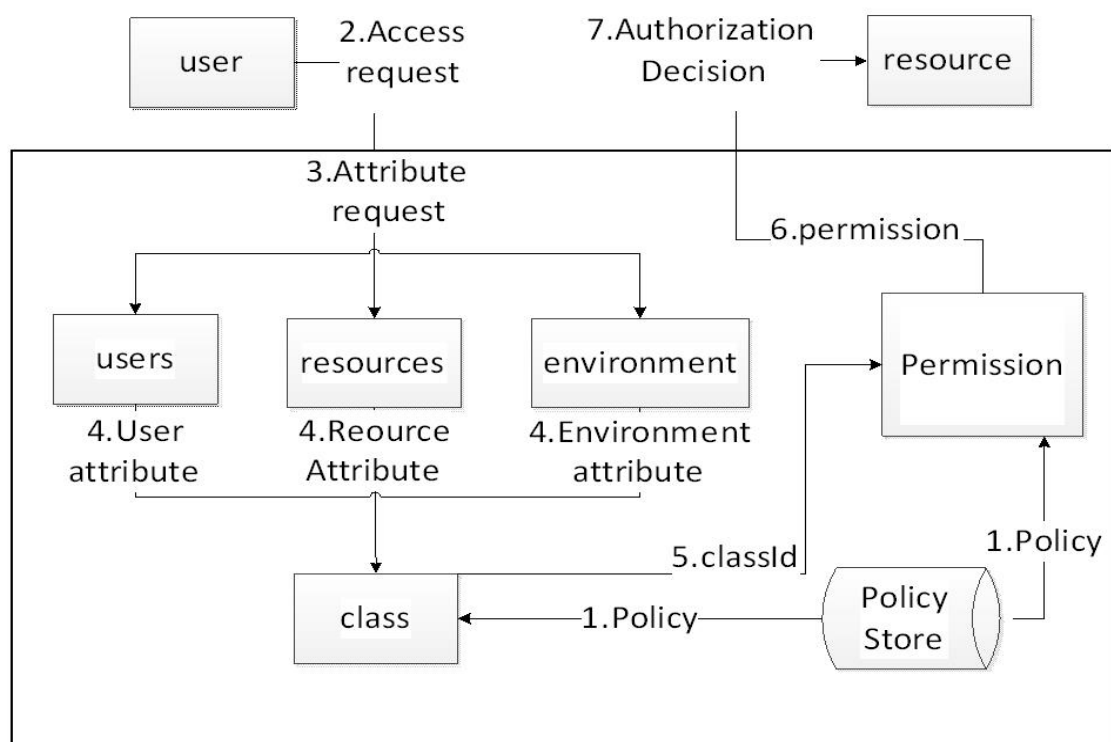 user
2.Access
request
7.Authorization
Decision
resource
3.Attribute
request
6.permission
users
resources
environment
Permission
4.User
attribute
4.Reource
Attribute
4.Environment
attribute
5.classId
1.Policy
class
1.Policy
Policy
Store